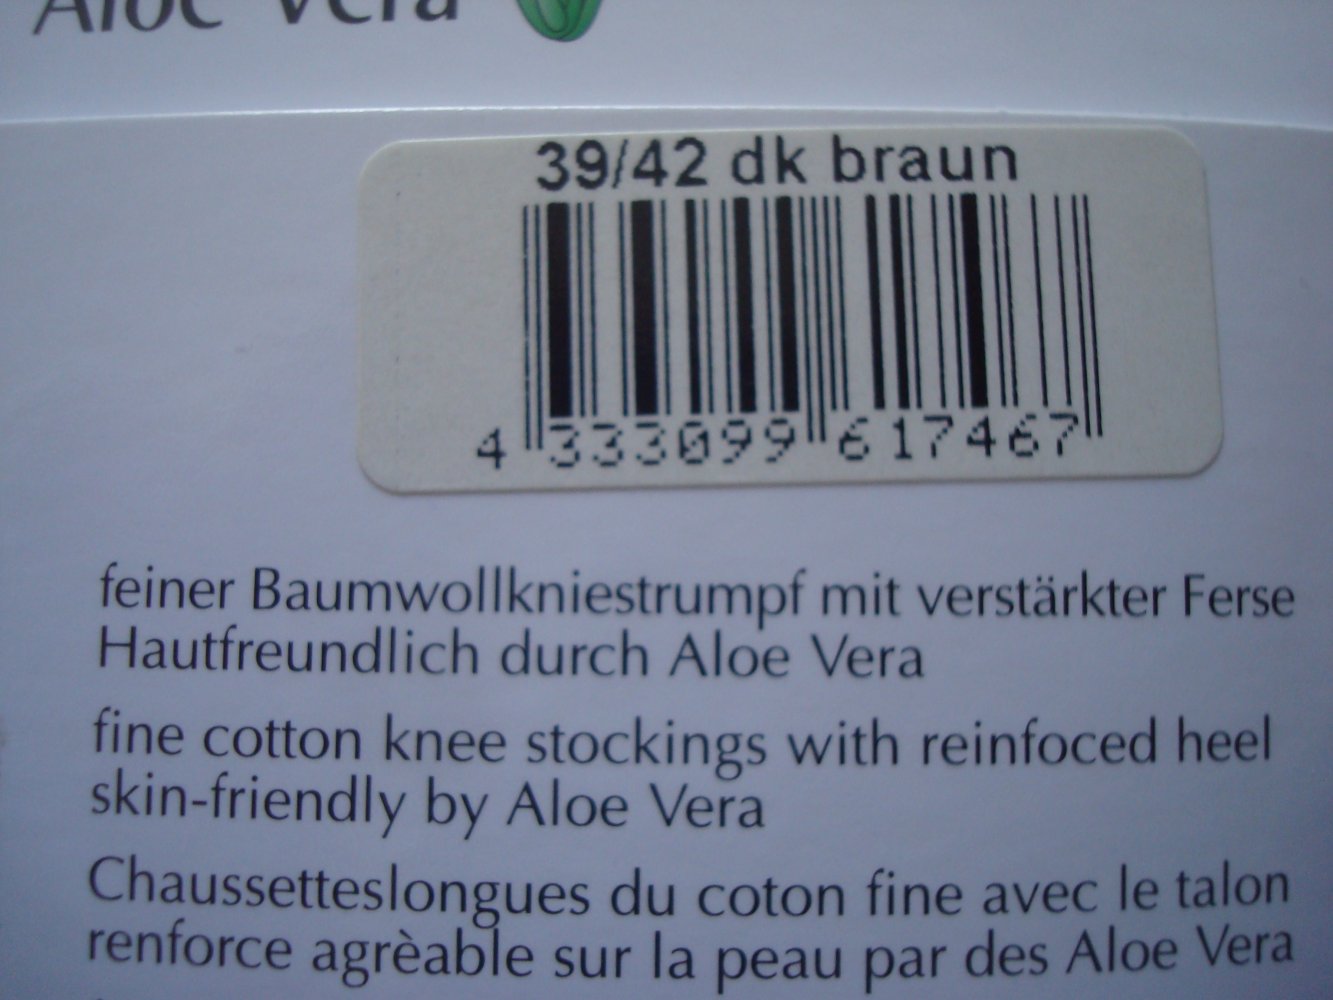 Aloe Vera
39/42 dk braun
4 333099 617467
feiner Baumwollkniestrumpf mit verstärkter Ferse
Hautfreundlich durch Aloe Vera
fine cotton knee stockings with reinfoced heel
skin-friendly by Aloe Vera
Chaussetteslongues du coton fine avec le talon
renforce agrèable sur la peau par des Aloe Vera